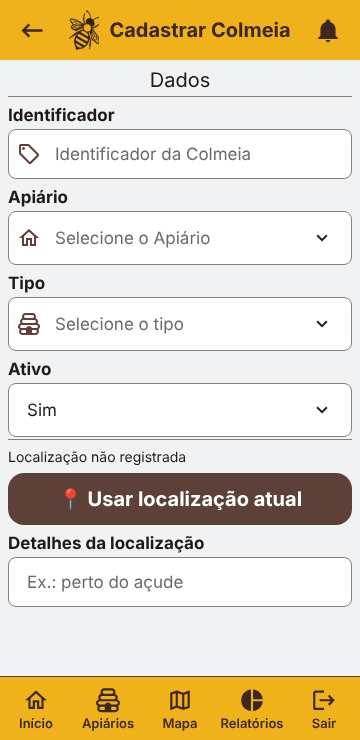 Cadastrar Colmeia
Dados
Identificador
Identificador da Colmeia
Apiário
Selecione o Apiário
Tipo
Selecione o tipo
Ativo
Sim
Localização não registrada
📍 Usar localização atual
Detalhes da localização
Ex.: perto do açude
Início Apiários Mapa Relatórios Sair